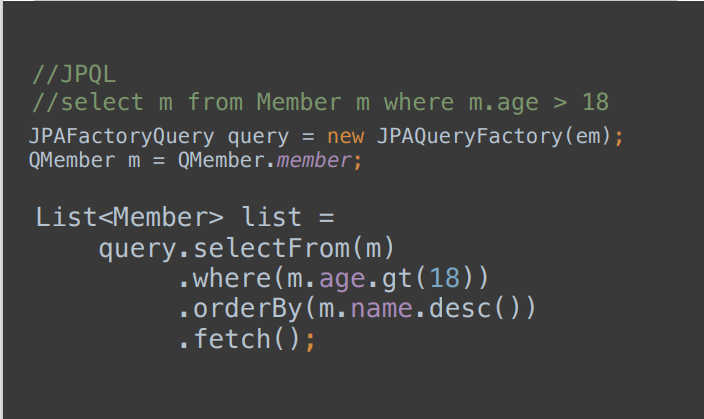 //JPQL
//select m from Member m where m.age > 18
JPAFactoryQuery query = new JPAQueryFactory(em);
QMember m = QMember.member;
List<Member> list =
query.selectFrom(m)
.where(m.age.gt(18))
.orderBy(m.name.desc())
.fetch();